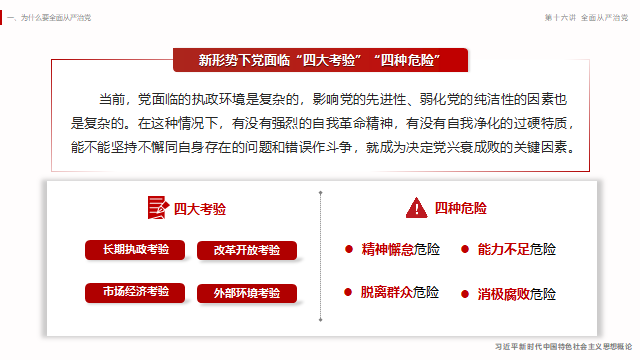 一、为什么要全面从严治党
第十六讲 全面从严治党
新形势下党面临“四大考验”“四种危险”
当前，党面临的执政环境是复杂的，影响党的先进性、弱化党的纯洁性的因素也
是复杂的。在这种情况下，有没有强烈的自我革命精神，有没有自我净化的过硬特质，
能不能坚持不懈同自身存在的问题和错误作斗争，就成为决定党兴衰成败的关键因素。
四大考验
长期执政考验 改革开放考验
市场经济考验 外部环境考验
四种危险
精神懈怠危险 能力不足危险
脱离群众危险 消极腐败危险
习近平新时代中国特色社会主义思想概论